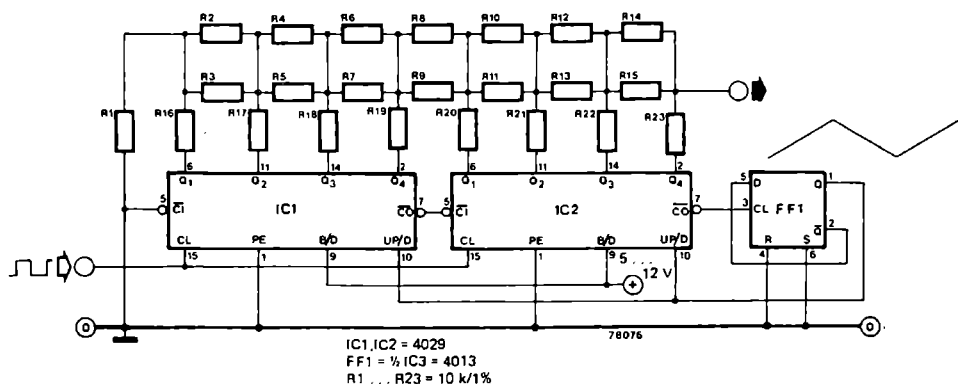 R2 R4 R6 R8 R10 R12 R14
R3 R5 R7 R9 R11 R13 R15
R1 R16 R17 R18 R19 R20 R21 R22 R23
6 11 14 2 6 11 14 2
Q1 Q2 Q3 Q4 Q1 Q2 Q3 Q4
5 D Q 1
5 CI IC1 CO 7 5 CI IC2 CO 7 3 CL FF1 Q 2
CL PE B/D UP/D CL PE B/D UP/D R S
15 1 9 10 15 1 9 10 4 6
5 ...
12 V
+
0 0
78076
IC1, IC2 = 4029
FF1 = ½ IC3 = 4013
R1 ... R23 = 10 k/1%